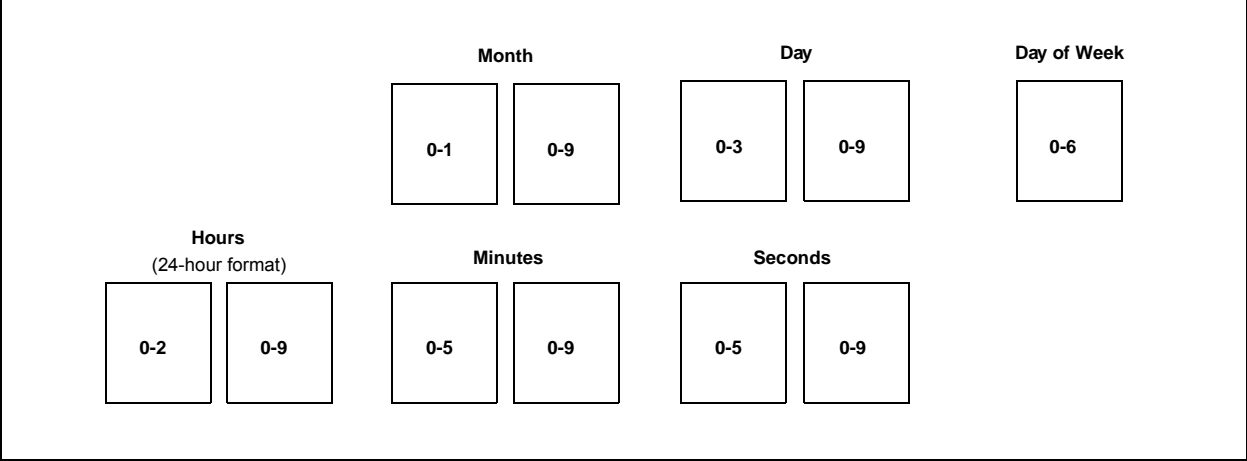 Month Day Day of Week
0-1 0-9 0-3 0-9 0-6
Hours
(24-hour format) Minutes Seconds
0-2 0-9 0-5 0-9 0-5 0-9